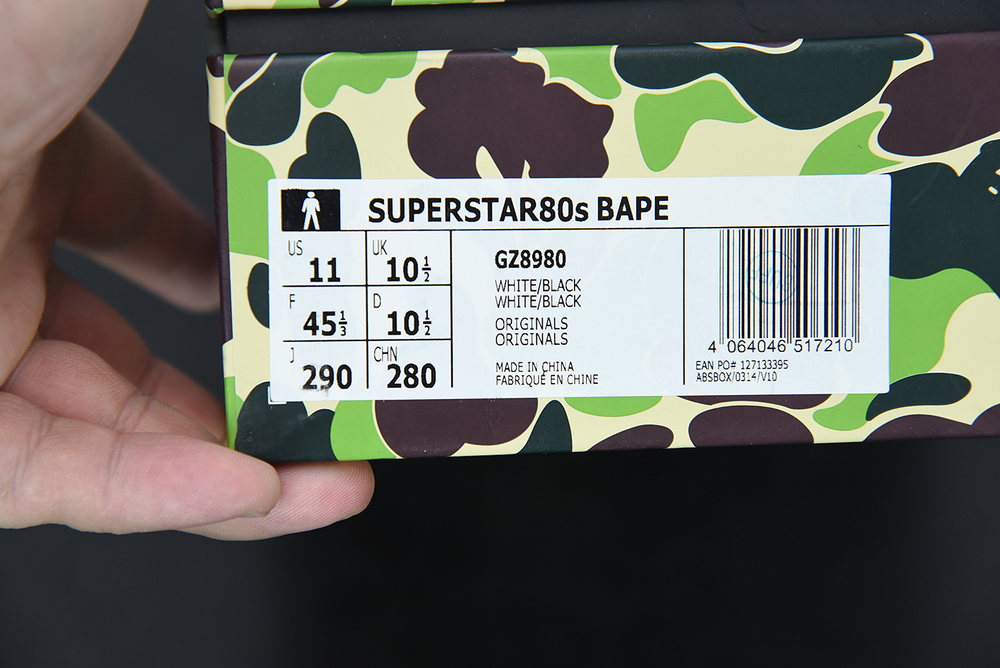 SUPERSTAR80s BAPE
US 11
UK 10½
F 45⅓
D 10½
J 290
CHN 280
GZ8980
WHITE/BLACK
WHITE/BLACK
ORIGINALS
ORIGINALS
MADE IN CHINA
FABRIQUÉ EN CHINE
4 064046 517210
EAN PO# 127133395
ABSBOX/0314/V10